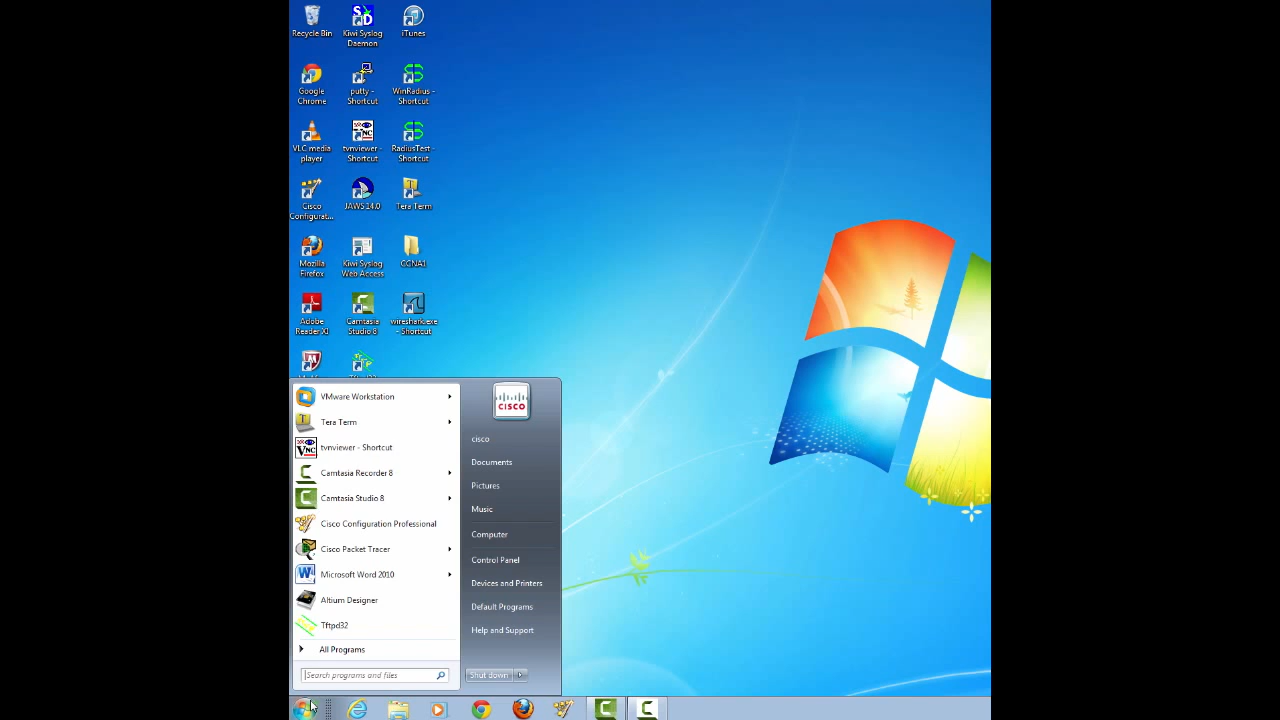 Recycle Bin
Kiwi Syslog
Daemon
iTunes
Google
Chrome
putty -
Shortcut
WinRadius -
Shortcut
VLC media
player
tvnviewer -
Shortcut
RadiusTest -
Shortcut
Cisco
Configurat...
JAWS 14.0
Tera Term
Mozilla
Firefox
Kiwi Syslog
Web Access
CCNA1
Adobe
Reader XI
Camtasia
Studio 8
wireshark.exe
- Shortcut
VMware Workstation
Tera Term
tvnviewer - Shortcut
Camtasia Recorder 8
Camtasia Studio 8
Cisco Configuration Professional
Cisco Packet Tracer
Microsoft Word 2010
Altium Designer
Tftpd32
All Programs
Search programs and files
CISCO
cisco
Documents
Pictures
Music
Computer
Control Panel
Devices and Printers
Default Programs
Help and Support
Shut down